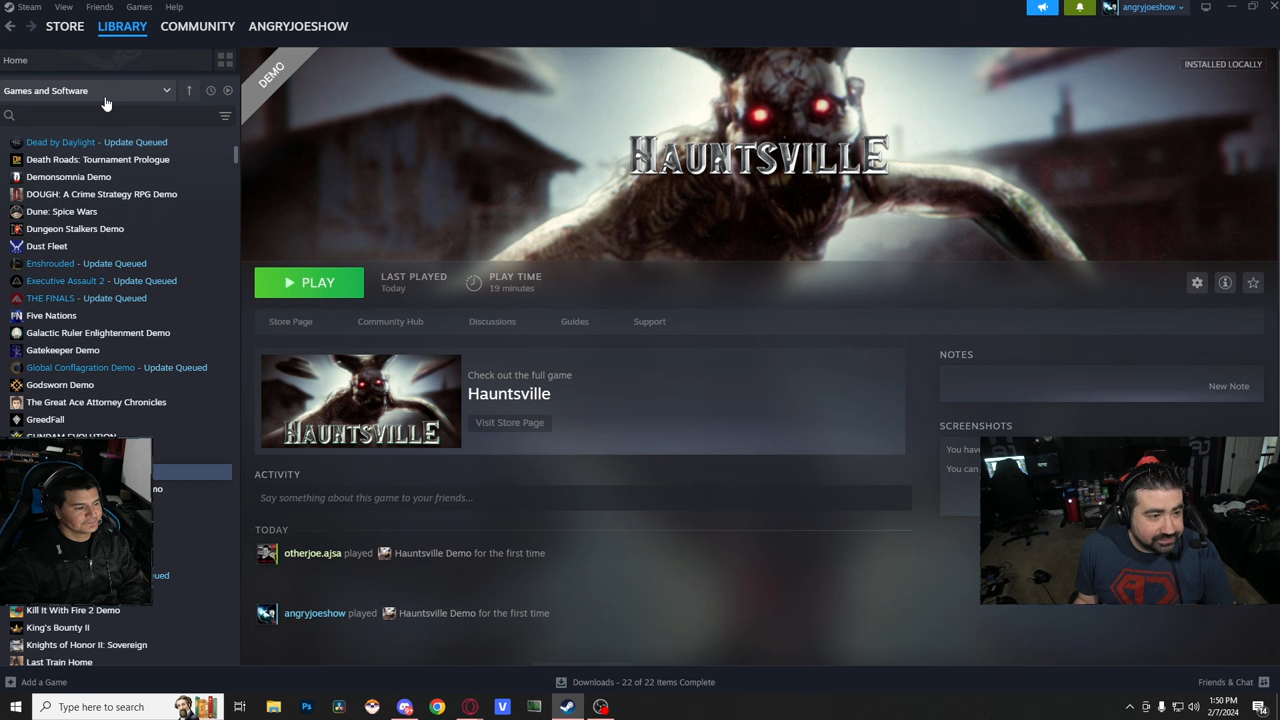 Steam View Friends Games Help
angryjoeshow
STORE LIBRARY COMMUNITY ANGRYJOESHOW
Home
Games and Software
Dead by Daylight - Update Queued
Death Roads: Tournament Prologue
Demonsomnia Demo
DOUGH: A Crime Strategy RPG Demo
Dune: Spice Wars
Dungeon Stalkers Demo
Dust Fleet
Enshrouded - Update Queued
Executive Assault 2 - Update Queued
THE FINALS - Update Queued
Five Nations
Galactic Ruler Enlightenment Demo
Gatekeeper Demo
Global Conflagration Demo - Update Queued
Godsworn Demo
The Great Ace Attorney Chronicles
GreedFall
GUNDAM EVOLUTION
Kill It With Fire 2 Demo
King's Bounty II
Knights of Honor II: Sovereign
Last Train Home
DEMO
INSTALLED LOCALLY
HAUNTSVILLE
PLAY
LAST PLAYED
Today
PLAY TIME
19 minutes
Store Page Community Hub Discussions Guides Support
HAUNTSVILLE
Check out the full game
Hauntsville
Visit Store Page
NOTES
New Note
SCREENSHOTS
You have
You can
ACTIVITY
Say something about this game to your friends...
TODAY
otherjoe.ajsa played Hauntsville Demo for the first time
angryjoeshow played Hauntsville Demo for the first time
Add a Game
Downloads - 22 of 22 Items Complete
Friends & Chat
Type here to search
1:50 PM
2/7/2024